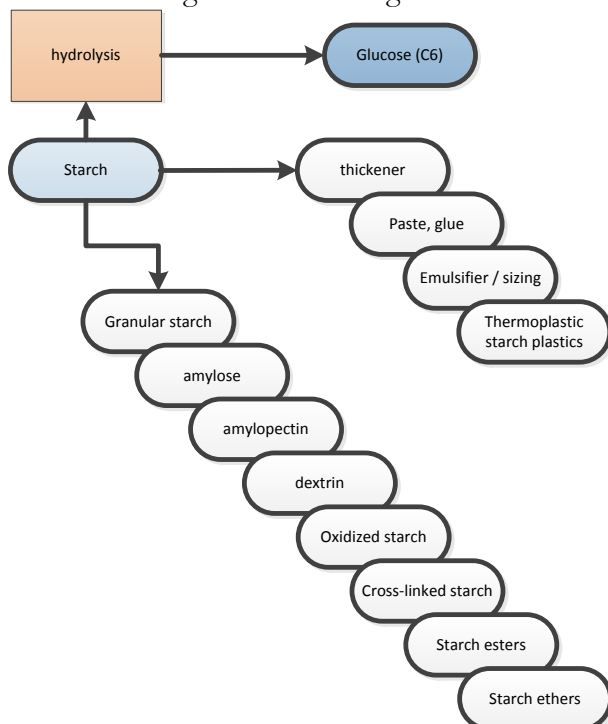 hydrolysis
Glucose (C6)
Starch
thickener
Paste, glue
Emulsifier / sizing
Thermoplastic
starch plastics
Granular starch
amylose
amylopectin
dextrin
Oxidized starch
Cross-linked starch
Starch esters
Starch ethers